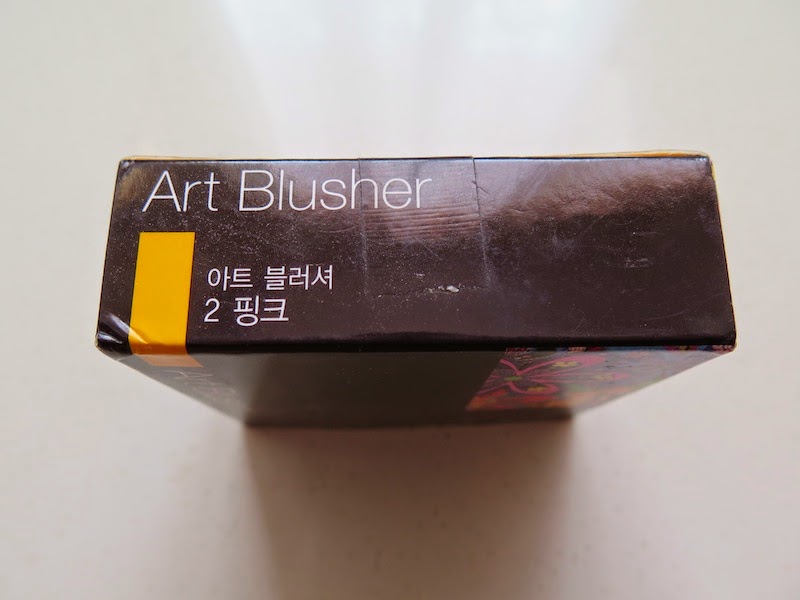 Art Blusher
아트 블러셔
2 핑크